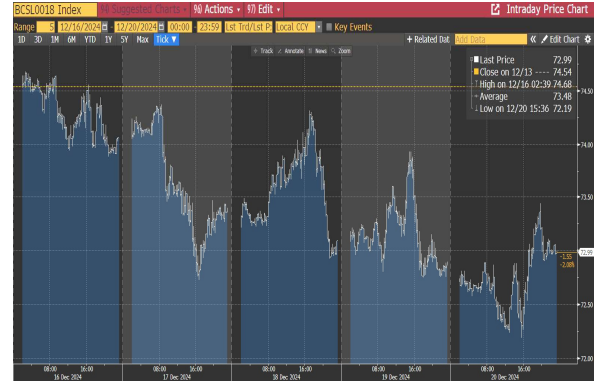 BCSL0018 Index 94 Suggested Charts 96 Actions 97 Edit Intraday Price Chart
Range 5 12/16/2024 - 12/20/2024 00:00 - 23:59 Lst Trd/Lst P Local CCY Key Events
1D 3D 1M 6M YTD 1Y 5Y Max Tick + Related Dat Add Data « Edit Chart
+ Track Annotate News Zoom
Last Price 72.99
Close on 12/13 ---- 74.54
High on 12/16 02:39 74.68
Average 73.48
Low on 12/20 15:36 72.19
74.50
74.00
73.50
72.99
-1.55
-2.08%
72.50
72.00
08:00 16:00 08:00 16:00 08:00 16:00 08:00 16:00 08:00 16:00
16 Dec 2024 17 Dec 2024 18 Dec 2024 19 Dec 2024 20 Dec 2024